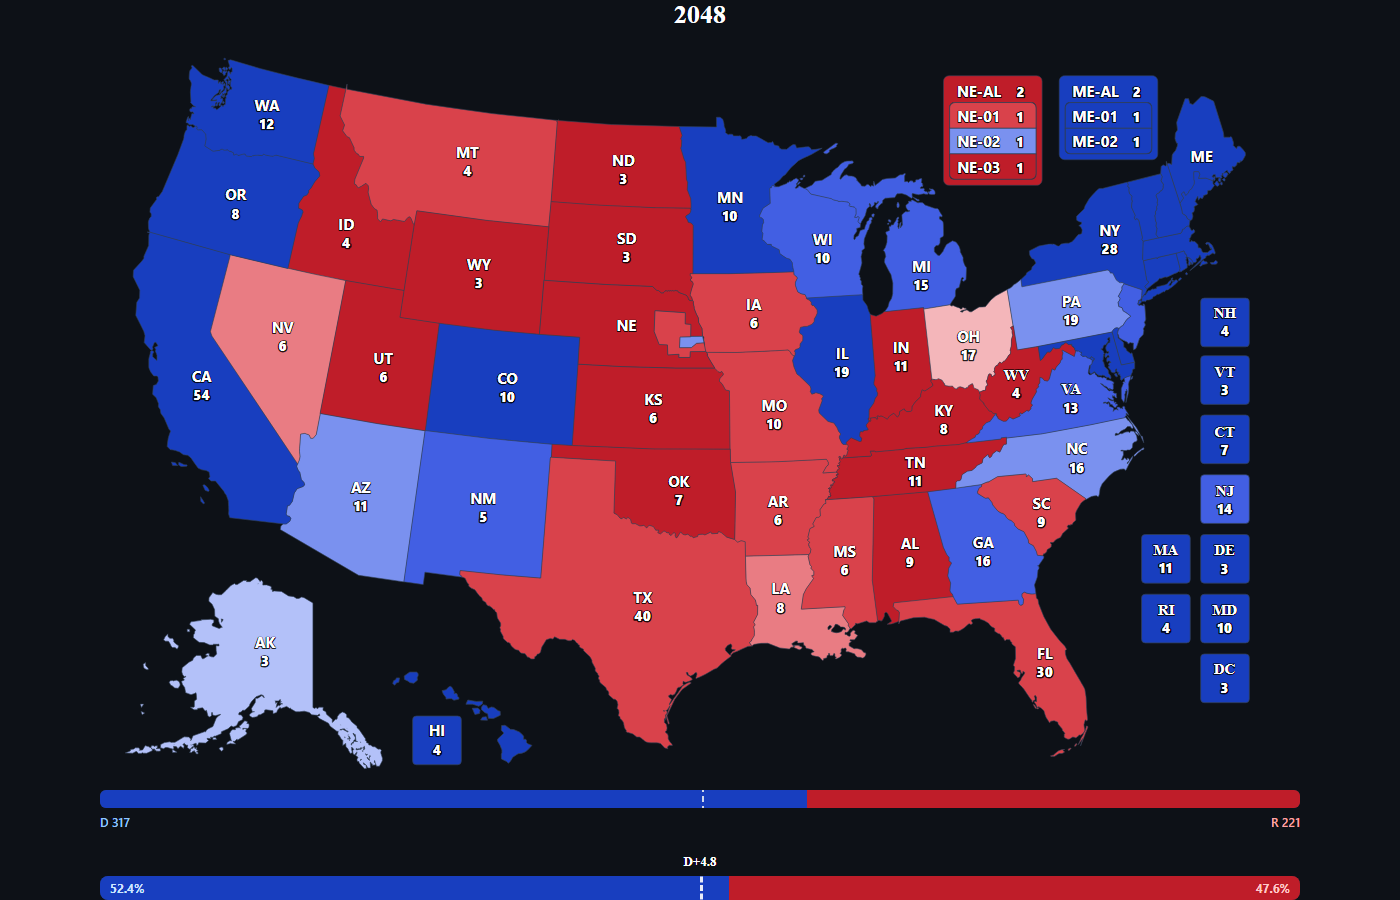 2048
NE-AL 2
NE-01 1
NE-02 1
NE-03 1
ME-AL 2
ME-01 1
ME-02 1
WA
12
OR
8
CA
54
NV
6
ID
4
MT
4
WY
3
UT
6
CO
10
AZ
11
NM
5
ND
3
SD
3
NE
KS
6
OK
7
TX
40
MN
10
IA
6
MO
10
AR
6
LA
8
WI
10
IL
19
MI
15
IN
11
OH
17
KY
8
TN
11
MS
6
AL
9
GA
16
FL
30
SC
9
NC
16
VA
13
WV
4
PA
19
NY
28
ME
NH
4
VT
3
CT
7
NJ
14
MA
11
DE
3
RI
4
MD
10
DC
3
AK
3
HI
4
D 317
R 221
D+4.8
52.4%
47.6%